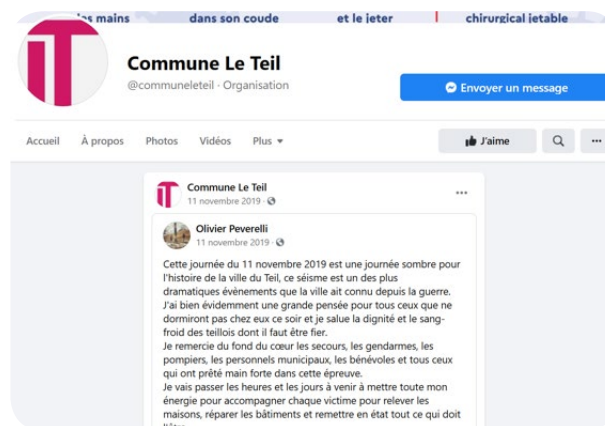 les mains dans son coude et le jeter chirurgical jetable
Commune Le Teil
@communeleteil · Organisation
Envoyer un message
Accueil À propos Photos Vidéos Plus
J'aime
Commune Le Teil
11 novembre 2019 ·
Olivier Peverelli
11 novembre 2019 ·
Cette journée du 11 novembre 2019 est une journée sombre pour
l'histoire de la ville du Teil, ce séisme est un des plus
dramatiques évènements que la ville ait connu depuis la guerre.
J'ai bien évidemment une grande pensée pour tous ceux que ne
dormiront pas chez eux ce soir et je salue la dignité et le sang-
froid des teillois dont il faut être fier.
Je remercie du fond du cœur les secours, les gendarmes, les
pompiers, les personnels municipaux, les bénévoles et tous ceux
qui ont prêté main forte dans cette épreuve.
Je vais passer les heures et les jours à venir à mettre toute mon
énergie pour accompagner chaque victime pour relever les
maisons, réparer les bâtiments et remettre en état tout ce qui doit